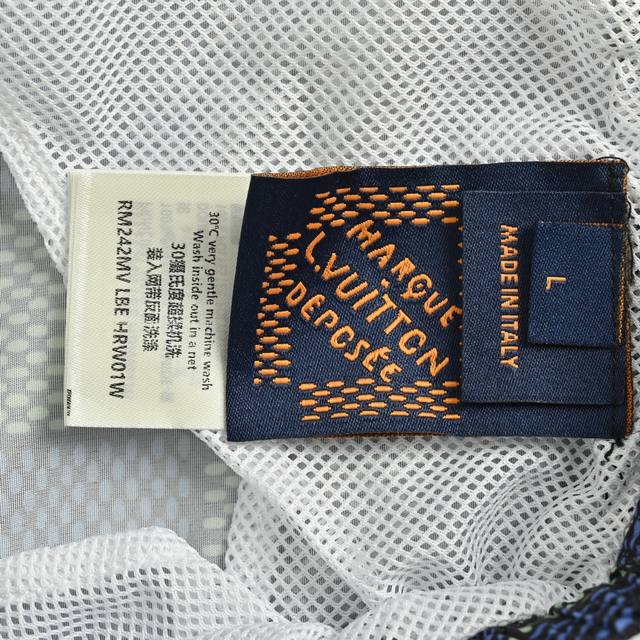 30°C very gentle machine wash
Wash inside out in a net
30摄氏度超柔机洗
装入网带反面洗涤
RM242MV LBE HRW01W
MARQUE
L.VUITTON
DÉPOSÉE
MADE IN ITALY
L